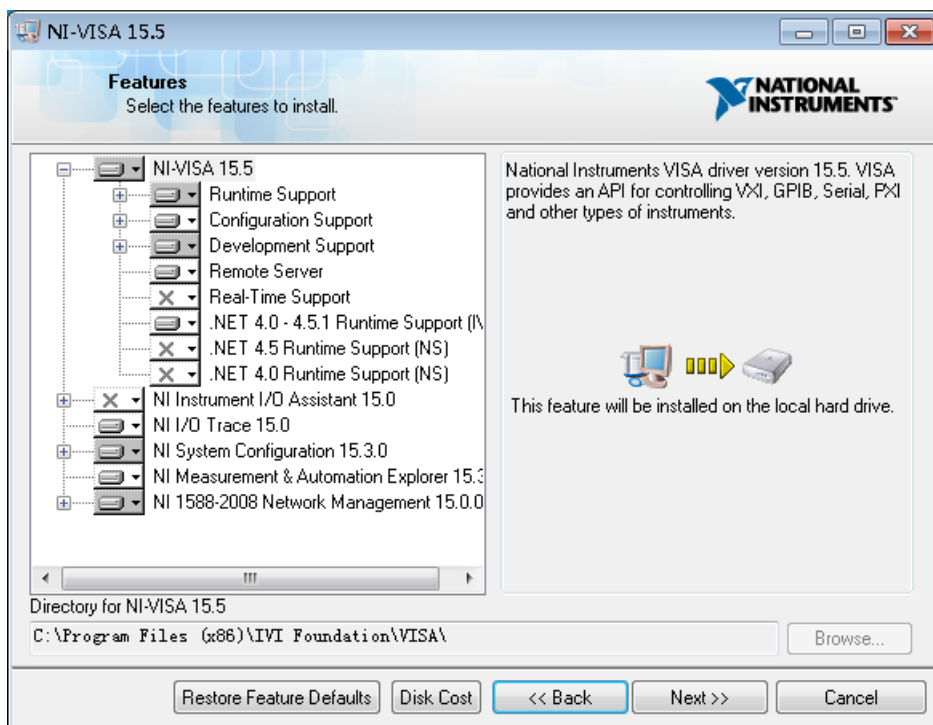 NI-VISA 15.5
Features
Select the features to install.
NATIONAL
INSTRUMENTS™
NI-VISA 15.5
Runtime Support
Configuration Support
Development Support
Remote Server
Real-Time Support
.NET 4.0 - 4.5.1 Runtime Support (I\
.NET 4.5 Runtime Support (NS)
.NET 4.0 Runtime Support (NS)
NI Instrument I/O Assistant 15.0
NI I/O Trace 15.0
NI System Configuration 15.3.0
NI Measurement & Automation Explorer 15.3
NI 1588-2008 Network Management 15.0.0
National Instruments VISA driver version 15.5. VISA
provides an API for controlling VXI, GPIB, Serial, PXI
and other types of instruments.
This feature will be installed on the local hard drive.
Directory for NI-VISA 15.5
C:\Program Files (x86)\IVI Foundation\VISA\
Browse...
Restore Feature Defaults
Disk Cost
<< Back
Next >>
Cancel